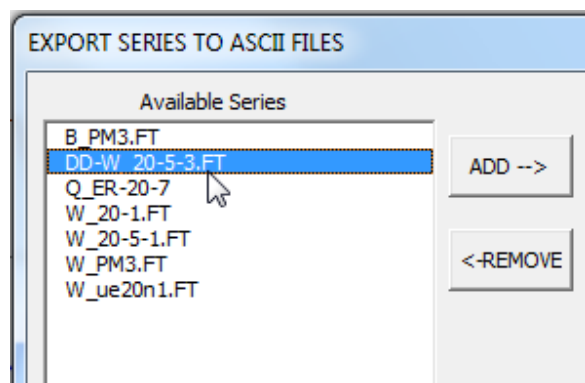 EXPORT SERIES TO ASCII FILES
Available Series
B_PM3.FT
DD-W_20-5-3.FT
Q_ER-20-7
W_20-1.FT
W_20-5-1.FT
W_PM3.FT
W_ue20n1.FT
ADD -->
<-REMOVE